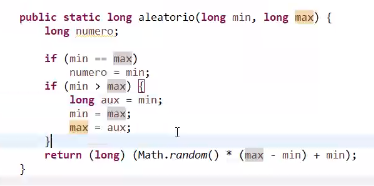 public static long aleatorio(long min, long max) {
long numero;
if (min == max)
numero = min;
if (min > max) {
long aux = min;
min = max;
max = aux;
}
return (long) (Math.random() * (max - min) + min);
}